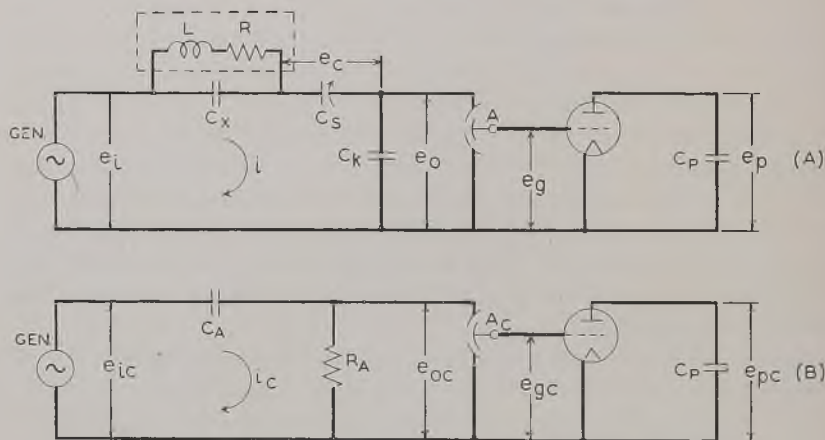 L R
e_c
C_X C_S
GEN.
e_i
i
C_k
e_o
A
e_g
C_P
e_p (A)
GEN.
C_A
e_ic
i_c
R_A
e_oc
A_c
e_gc
C_P
e_pc (B)